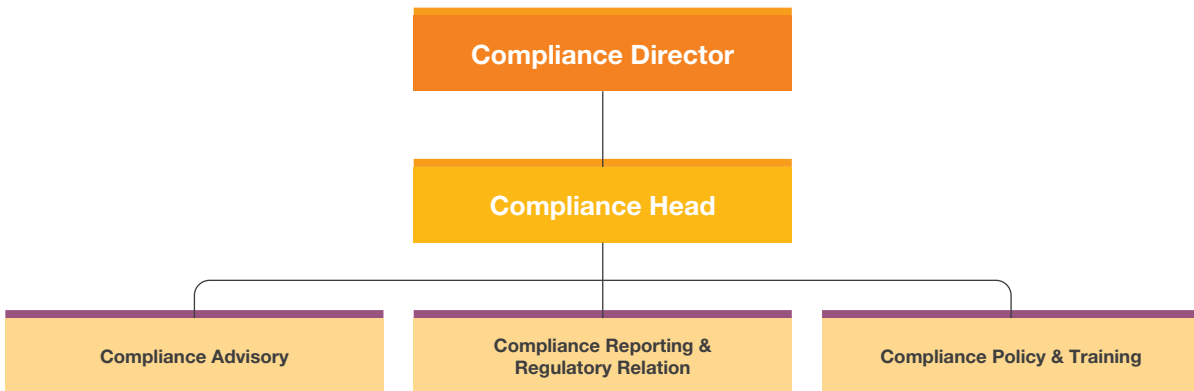 Compliance Director
Compliance Head
Compliance Advisory
Compliance Reporting &
Regulatory Relation
Compliance Policy & Training